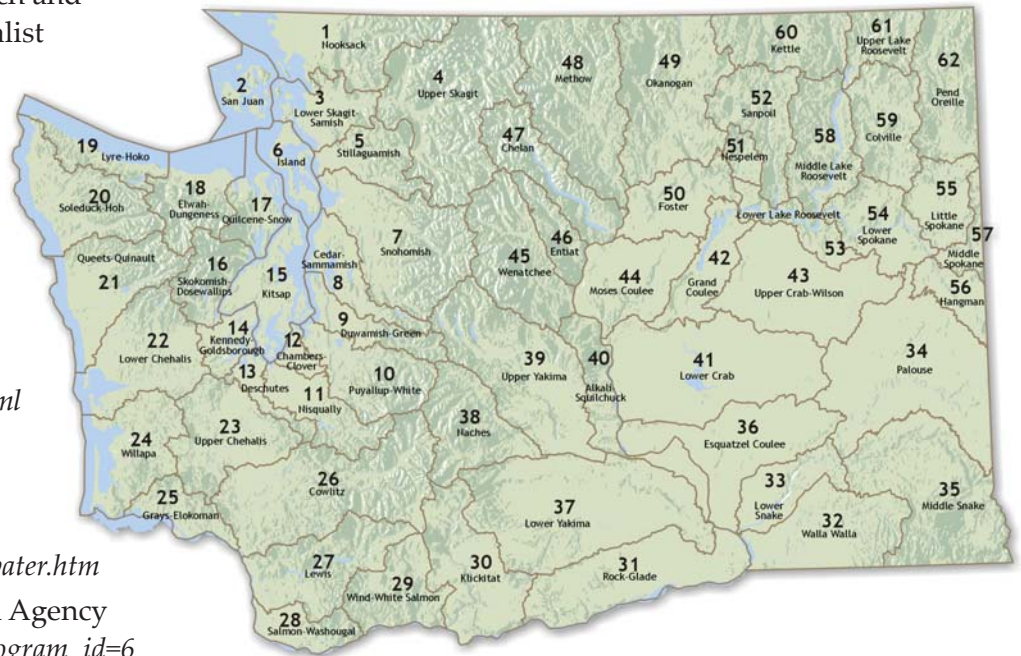 ch and
alist
ml
ater.htm
Agency
ogram_id=6
1
Nooksack
2
San Juan
3
Lower Skagit-
Samish
4
Upper Skagit
5
Stillaguamish
6
Island
7
Snohomish
Cedar-
Sammamish
8
9
Duwamish-Green
10
Puyallup-White
11
Nisqually
12
Chambers-
Clover
13
Deschutes
14
Kennedy-
Goldsborough
15
Kitsap
16
Skokomish-
Dosewallips
17
Quilcene-Snow
18
Elwah-
Dungeness
19
Lyre-Hoko
20
Soleduck-Hoh
Queets-Quinault
21
22
Lower Chehalis
23
Upper Chehalis
24
Willapa
25
Grays-Elokoman
26
Cowlitz
27
Lewis
28
Salmon-Washougal
29
Wind-White Salmon
30
Klickitat
31
Rock-Glade
32
Walla Walla
33
Lower
Snake
34
Palouse
35
Middle Snake
36
Esquatzel Coulee
37
Lower Yakima
38
Naches
39
Upper Yakima
40
Alkali
Squilchuck
41
Lower Crab
42
Grand
Coulee
43
Upper Crab-Wilson
44
Moses Coulee
45
Wenatchee
46
Entiat
47
Chelan
48
Methow
49
Okanogan
50
Foster
51
Nespelem
52
Sanpoil
Lower Lake Roosevelt
53
54
Lower
Spokane
55
Little
Spokane
56
Hangman
57
Middle
Spokane
58
Middle Lake
Roosevelt
59
Colville
60
Kettle
61
Upper Lake
Roosevelt
62
Pend
Oreille